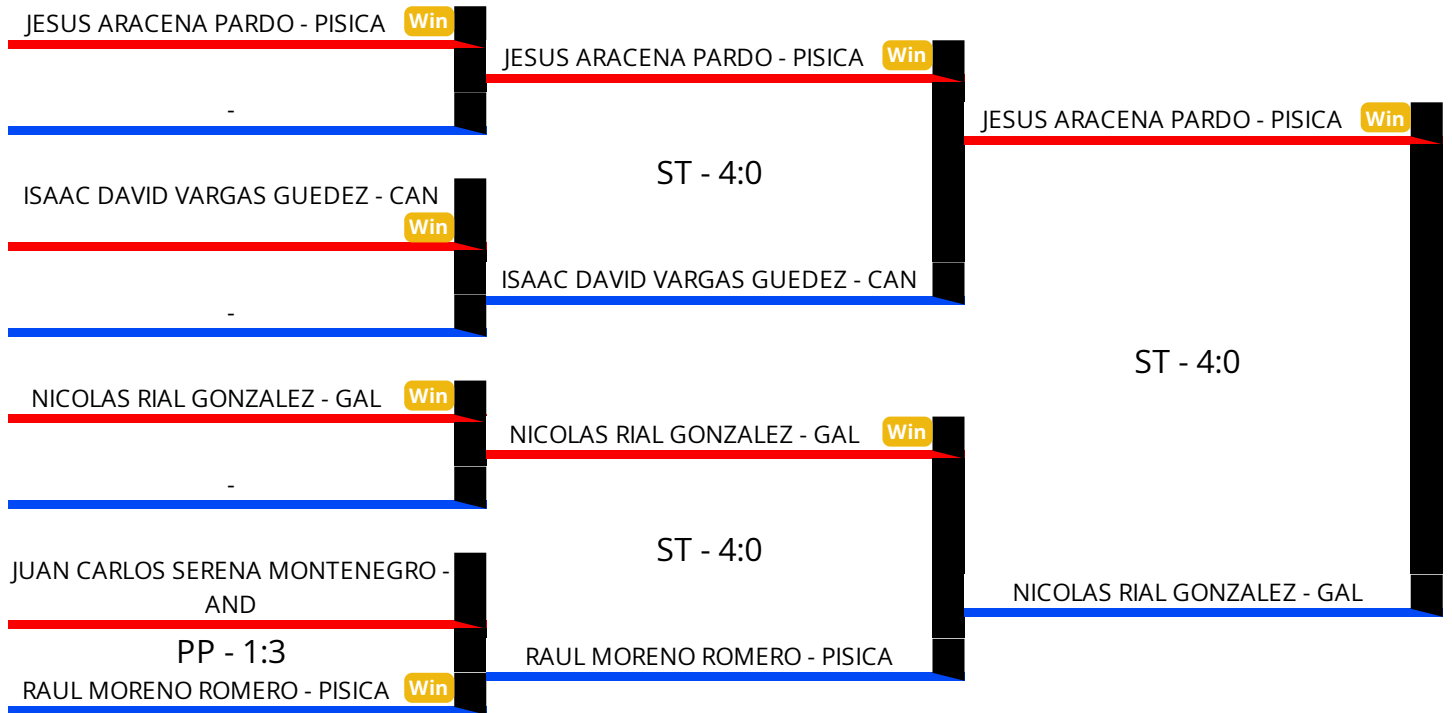 JESUS ARACENA PARDO - PISICA Win
-
ISAAC DAVID VARGAS GUEDEZ - CAN
Win
-
NICOLAS RIAL GONZALEZ - GAL Win
-
JUAN CARLOS SERENA MONTENEGRO -
AND
PP - 1:3
RAUL MORENO ROMERO - PISICA Win
JESUS ARACENA PARDO - PISICA Win
ST - 4:0
ISAAC DAVID VARGAS GUEDEZ - CAN
NICOLAS RIAL GONZALEZ - GAL Win
ST - 4:0
RAUL MORENO ROMERO - PISICA
JESUS ARACENA PARDO - PISICA Win
ST - 4:0
NICOLAS RIAL GONZALEZ - GAL